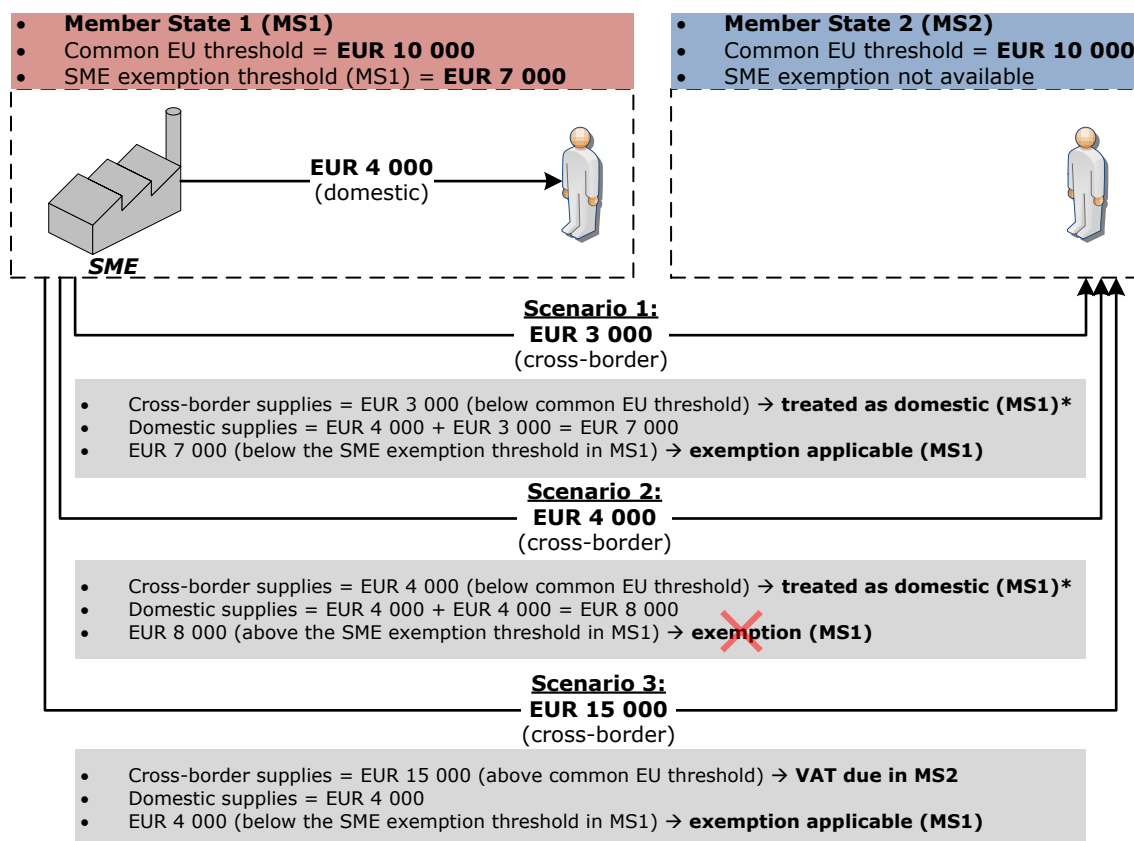 • Member State 1 (MS1)
• Common EU threshold = EUR 10 000
• SME exemption threshold (MS1) = EUR 7 000
• Member State 2 (MS2)
• Common EU threshold = EUR 10 000
• SME exemption not available
EUR 4 000
(domestic)
SME
Scenario 1:
EUR 3 000
(cross-border)
• Cross-border supplies = EUR 3 000 (below common EU threshold) → treated as domestic (MS1)*
• Domestic supplies = EUR 4 000 + EUR 3 000 = EUR 7 000
• EUR 7 000 (below the SME exemption threshold in MS1) → exemption applicable (MS1)
Scenario 2:
EUR 4 000
(cross-border)
• Cross-border supplies = EUR 4 000 (below common EU threshold) → treated as domestic (MS1)*
• Domestic supplies = EUR 4 000 + EUR 4 000 = EUR 8 000
• EUR 8 000 (above the SME exemption threshold in MS1) → exemption (MS1)
Scenario 3:
EUR 15 000
(cross-border)
• Cross-border supplies = EUR 15 000 (above common EU threshold) → VAT due in MS2
• Domestic supplies = EUR 4 000
• EUR 4 000 (below the SME exemption threshold in MS1) → exemption applicable (MS1)